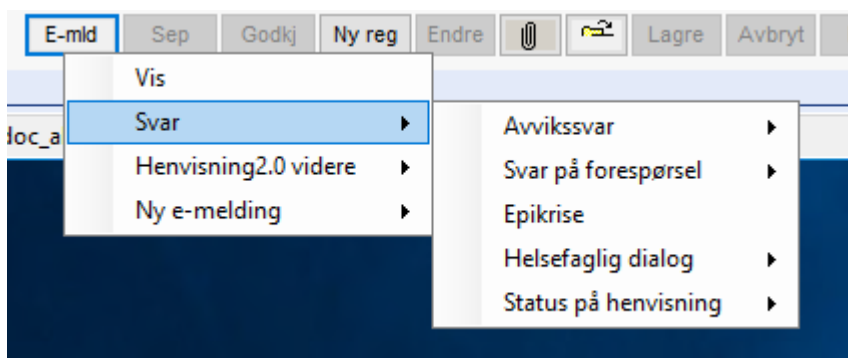 E-mld Sep Godkj Ny reg Endre Lagre Avbryt
Vis
Svar
Henvisning2.0 videre
Ny e-melding
Avvikssvar
Svar på forespørsel
Epikrise
Helsefaglig dialog
Status på henvisning